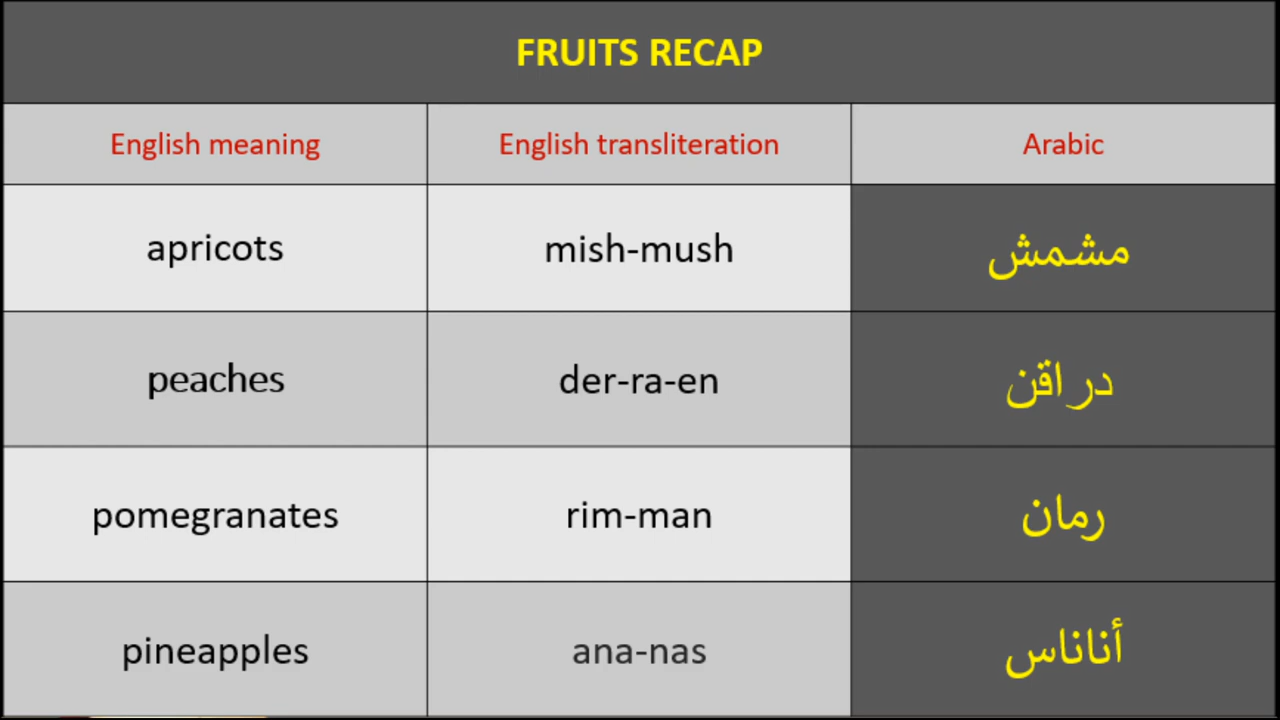 FRUITS RECAP
English meaning English transliteration Arabic
apricots mish-mush مشمش
peaches der-ra-en دراقن
pomegranates rim-man رمان
pineapples ana-nas أناناس